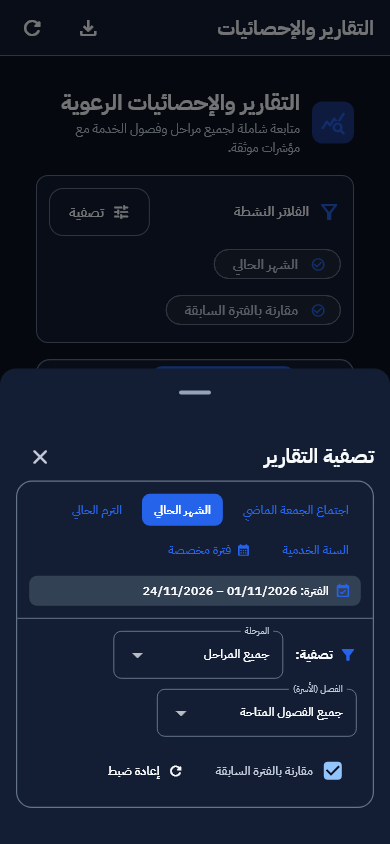 التقارير والإحصائيات
التقارير والإحصائيات الرعوية
متابعة شاملة لجميع مراحل وفصول الخدمة مع
مؤشرات موثقة.
الفلاتر النشطة
تصفية
الشهر الحالي
مقارنة بالفترة السابقة
تصفية التقارير
اجتماع الجمعة الماضي
الشهر الحالي
الترم الحالي
السنة الخدمية
فترة مخصصة
الفترة: 01/11/2026 – 24/11/2026
تصفية:
المرحلة
جميع المراحل
الفصل (الأسرة)
جميع الفصول المتاحة
مقارنة بالفترة السابقة
إعادة ضبط